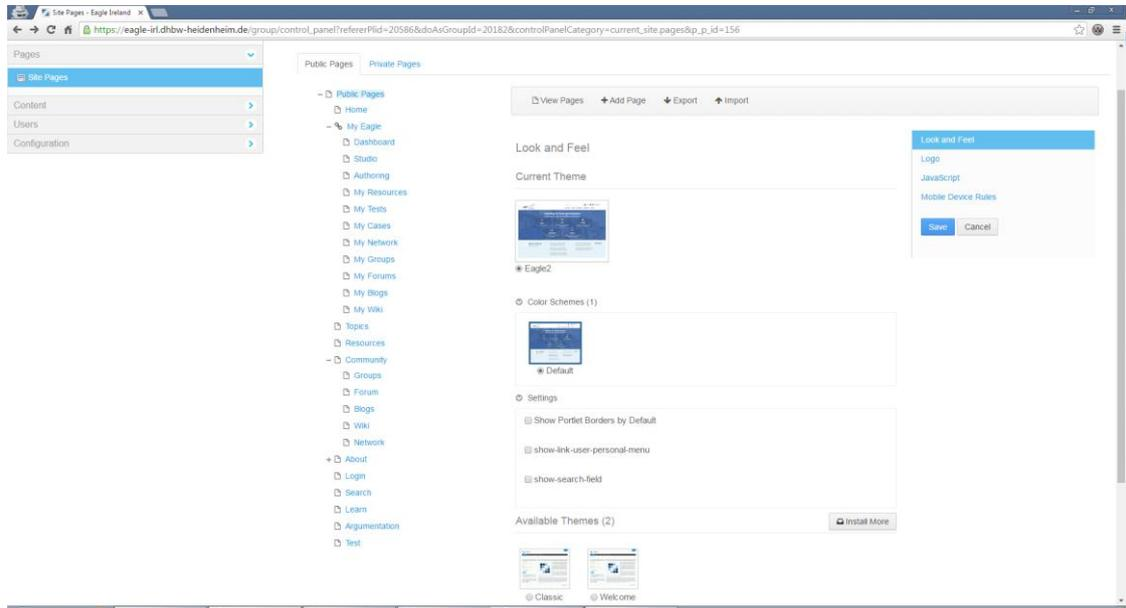 Site Pages - Eagle Ireland
https://eagle-irl.dhbw-heidenheim.de/group/control_panel?refererPlid=20586&doAsGroupId=20182&controlPanelCategory=current_site.pages&p_p_id=156
Pages
Site Pages
Content
Users
Configuration
Public Pages Private Pages
Public Pages
Home
My Eagle
Dashboard
Studio
Authoring
My Resources
My Tests
My Cases
My Network
My Groups
My Forums
My Blogs
My Wiki
Topics
Resources
Community
Groups
Forum
Blogs
Wiki
Network
About
Login
Search
Learn
Argumentation
Test
View Pages + Add Page Export Import
Look and Feel
Current Theme
Eagle2
Color Schemes (1)
Default
Settings
Show Portlet Borders by Default
show-link-user-personal-menu
show-search-field
Available Themes (2) Install More
Classic Welcome
Look and Feel
Logo
JavaScript
Mobile Device Rules
Save Cancel